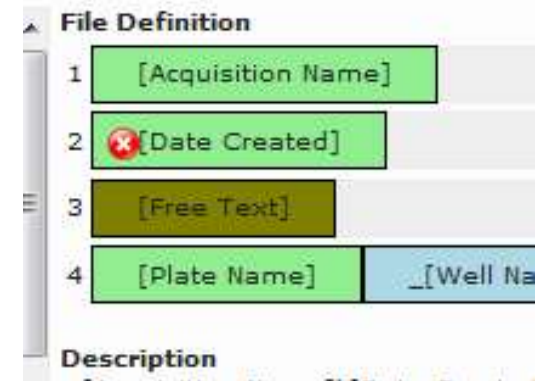 File Definition
1 [Acquisition Name]
2 [Date Created]
3 [Free Text]
4 [Plate Name] _[Well Na
Description